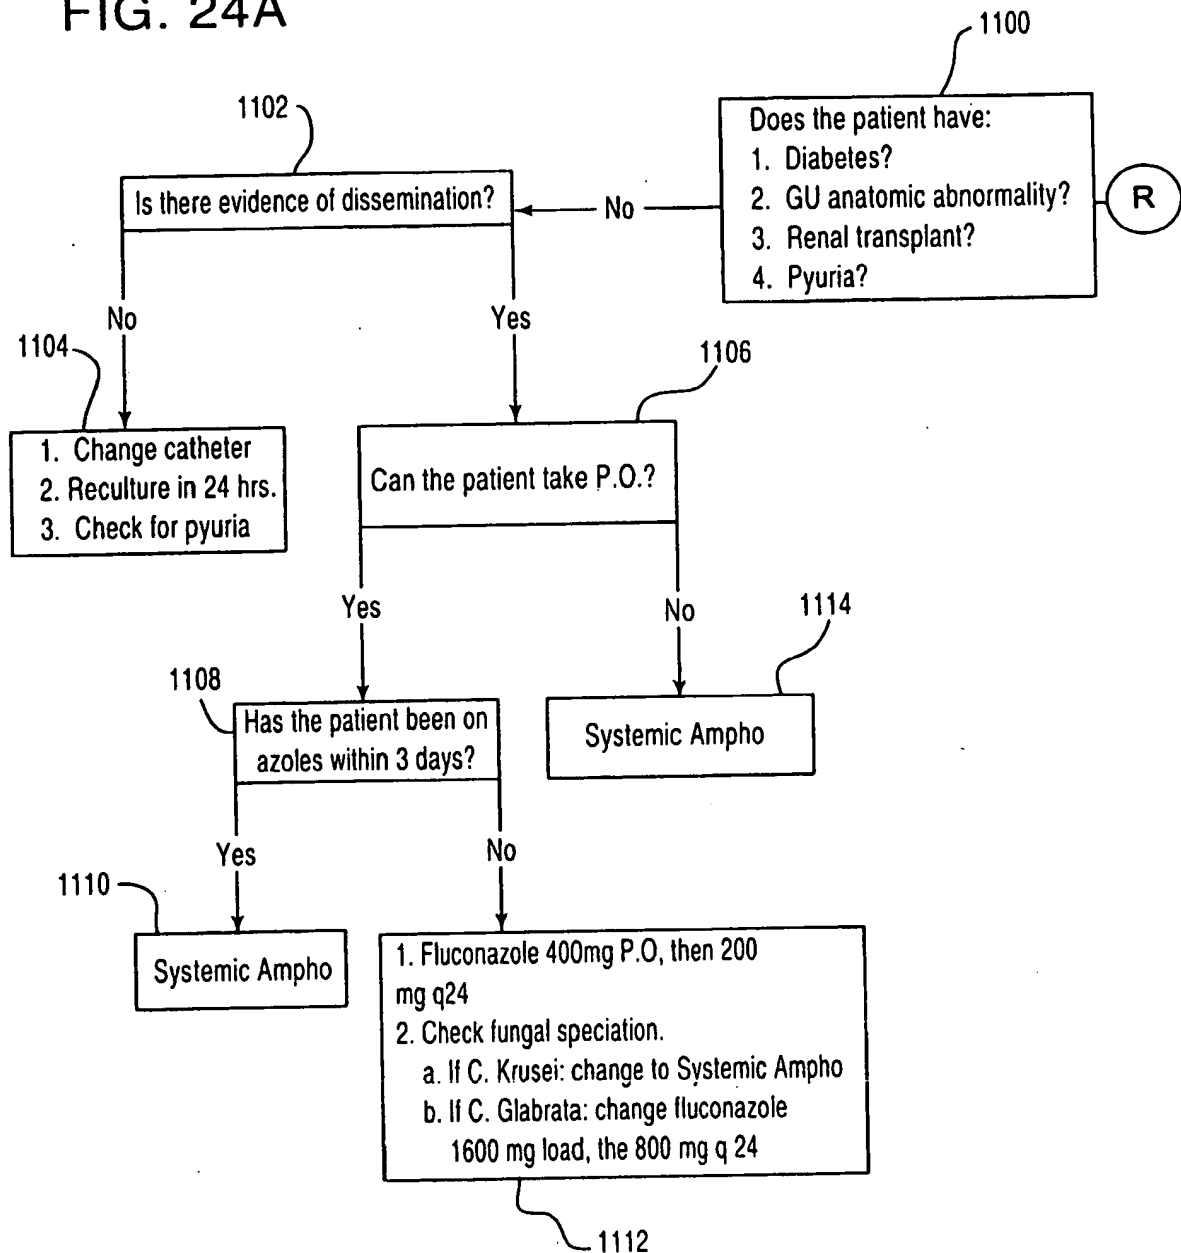 FIG. 24A
1100
Does the patient have:
1. Diabetes?
2. GU anatomic abnormality?
3. Renal transplant?
4. Pyuria?
R
No
1102
Is there evidence of dissemination?
No
Yes
1104
1. Change catheter
2. Reculture in 24 hrs.
3. Check for pyuria
1106
Can the patient take P.O.?
Yes
No
1108
Has the patient been on
azoles within 3 days?
1114
Systemic Ampho
Yes
No
1110
Systemic Ampho
1. Fluconazole 400mg P.O, then 200
mg q24
2. Check fungal speciation.
a. If C. Krusei: change to Systemic Ampho
b. If C. Glabrata: change fluconazole
1600 mg load, the 800 mg q 24
1112